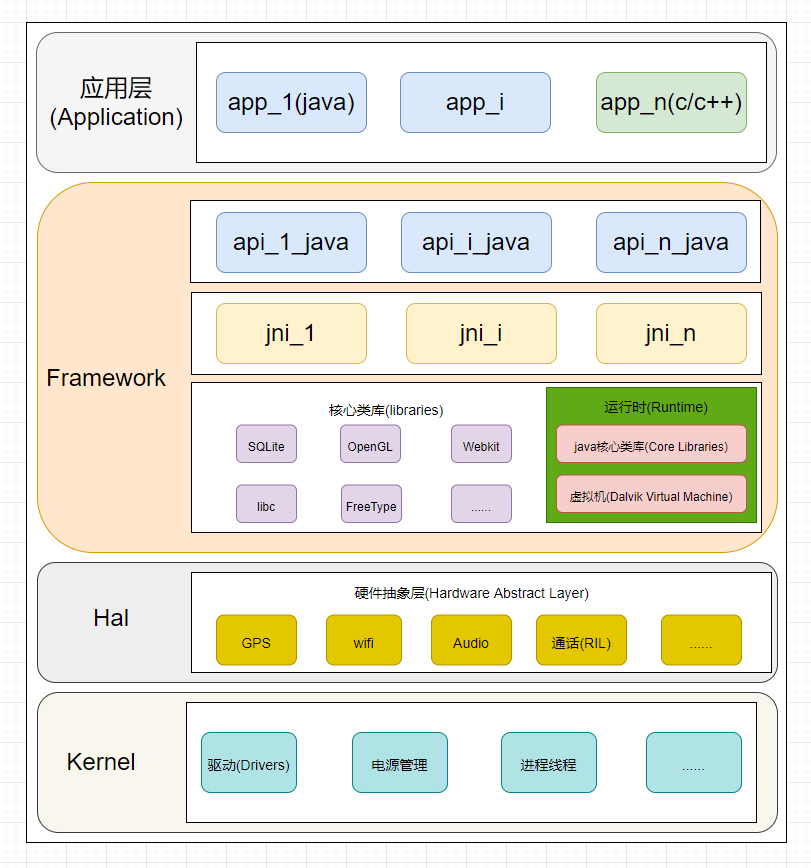 应用层
(Application)
app_1(java)
app_i
app_n(c/c++)
Framework
api_1_java
api_i_java
api_n_java
jni_1
jni_i
jni_n
核心类库(libraries)
SQLite
OpenGL
Webkit
libc
FreeType
......
运行时(Runtime)
java核心类库(Core Libraries)
虚拟机(Dalvik Virtual Machine)
Hal
硬件抽象层(Hardware Abstract Layer)
GPS
wifi
Audio
通话(RIL)
......
Kernel
驱动(Drivers)
电源管理
进程线程
......